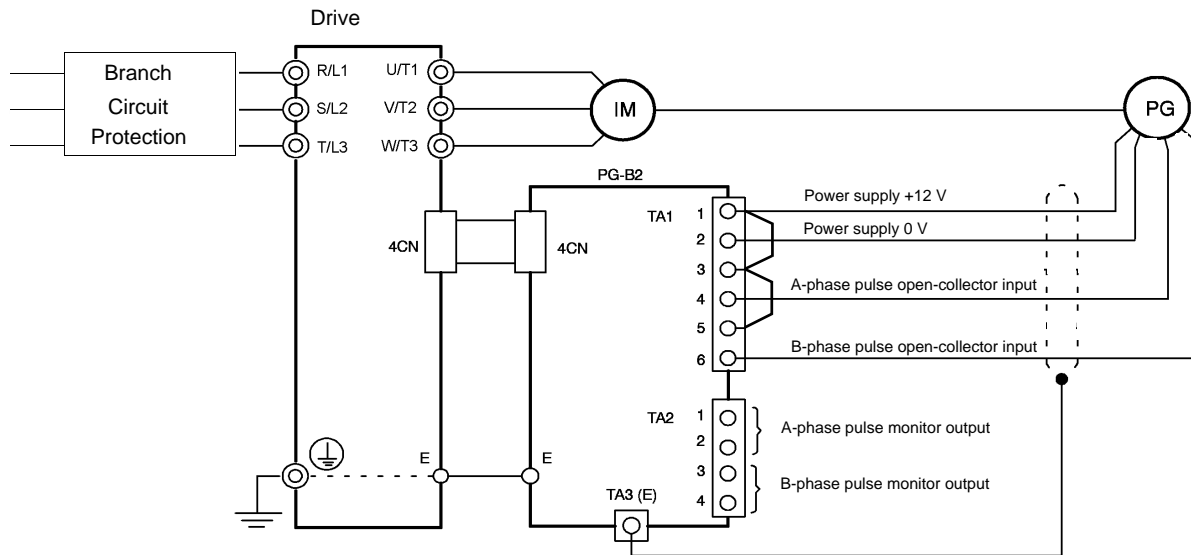 Drive
Branch
Circuit
Protection
R/L1
S/L2
T/L3
U/T1
V/T2
W/T3
IM
PG
PG-B2
4CN
4CN
TA1
1
2
3
4
5
6
Power supply +12 V
Power supply 0 V
A-phase pulse open-collector input
B-phase pulse open-collector input
TA2
1
2
3
4
A-phase pulse monitor output
B-phase pulse monitor output
E
E
TA3 (E)